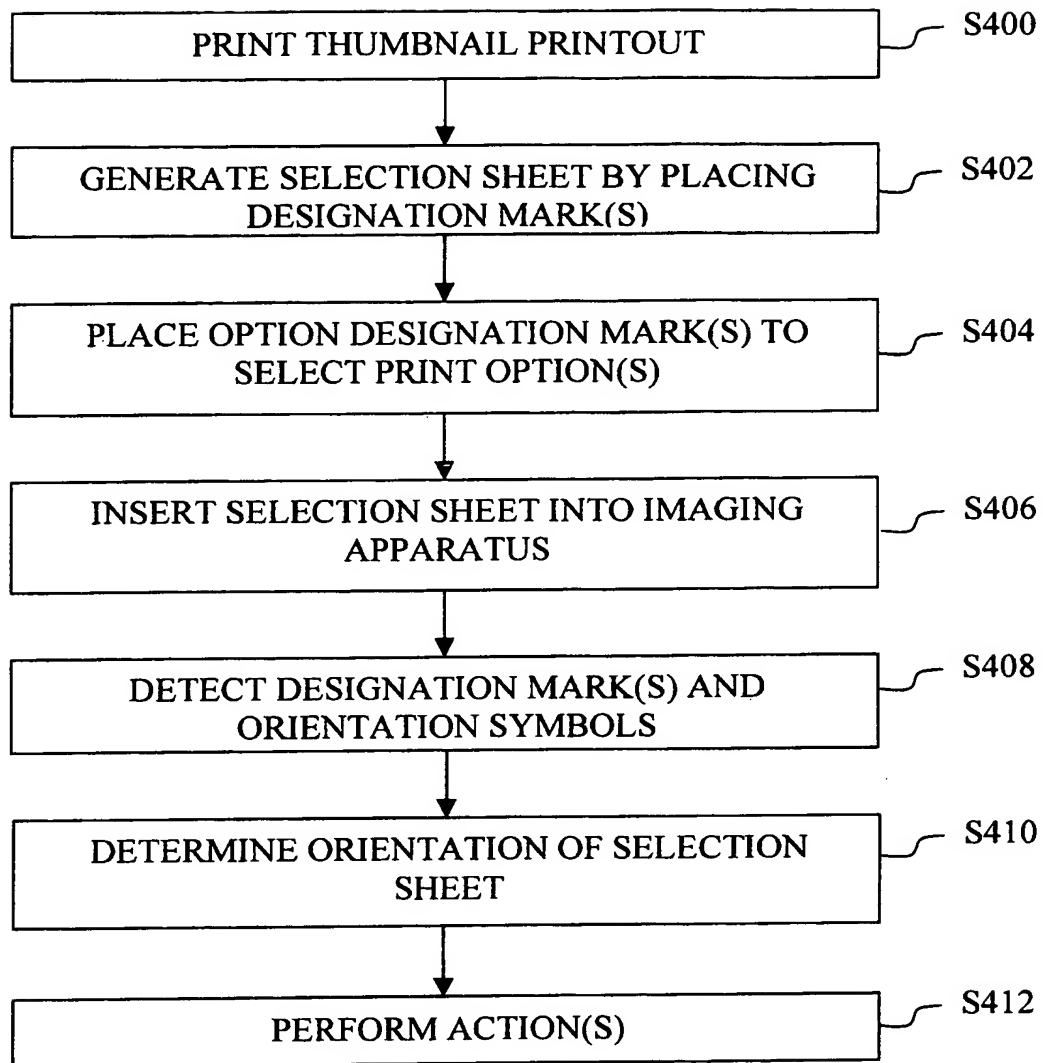 PRINT THUMBNAIL PRINTOUT
S400
GENERATE SELECTION SHEET BY PLACING
DESIGNATION MARK(S)
S402
PLACE OPTION DESIGNATION MARK(S) TO
SELECT PRINT OPTION(S)
S404
INSERT SELECTION SHEET INTO IMAGING
APPARATUS
S406
DETECT DESIGNATION MARK(S) AND
ORIENTATION SYMBOLS
S408
DETERMINE ORIENTATION OF SELECTION
SHEET
S410
PERFORM ACTION(S)
S412